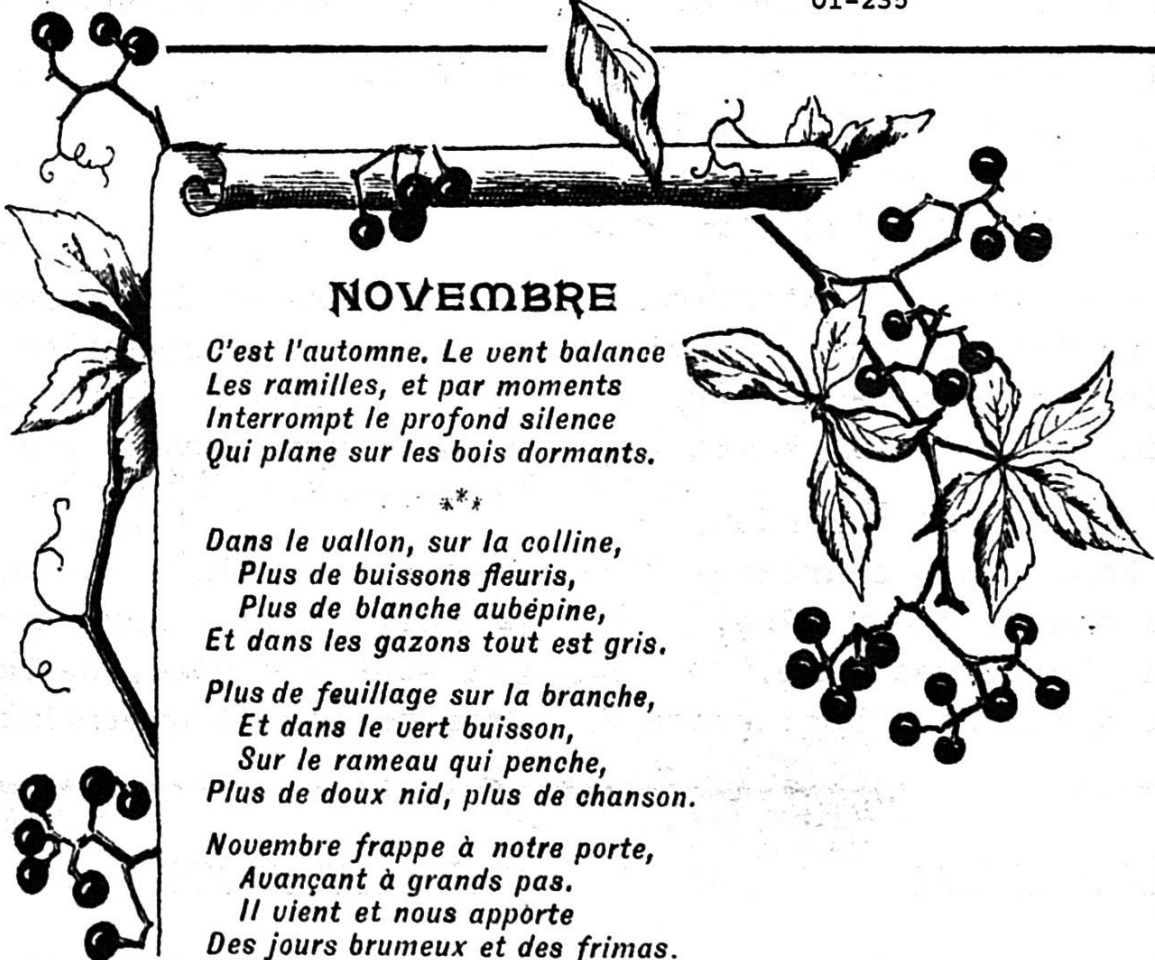 01-235
NOVEMBRE
C'est l'automne. Le vent balance
Les ramilles, et par moments
Interrompt le profond silence
Qui plane sur les bois dormants.
***
Dans le vallon, sur la colline,
Plus de buissons fleuris,
Plus de blanche aubépine,
Et dans les gazons tout est gris.
Plus de feuillage sur la branche,
Et dans le vert buisson,
Sur le rameau qui penche,
Plus de doux nid, plus de chanson.
Novembre frappe à notre porte,
Avançant à grands pas.
Il vient et nous apporte
Des jours brumeux et des frimas.